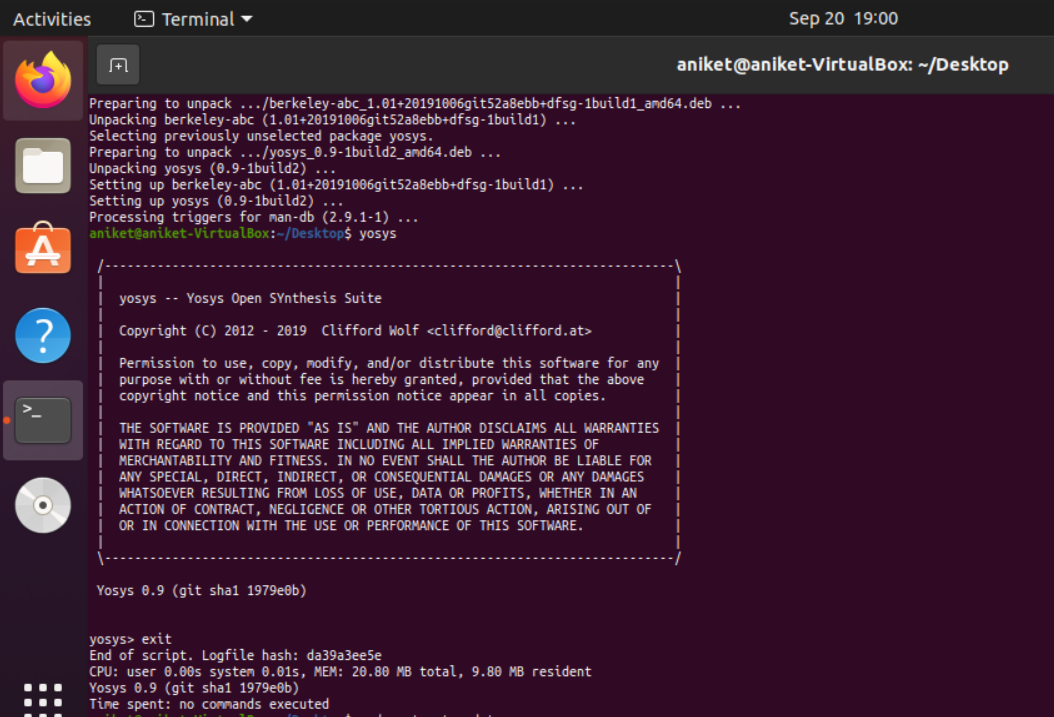 Activities
Terminal
Sep 20 19:00
aniket@aniket-VirtualBox: ~/Desktop
Preparing to unpack .../berkeley-abc_1.01+20191006git52a8ebb+dfsg-1build1_amd64.deb ...
Unpacking berkeley-abc (1.01+20191006git52a8ebb+dfsg-1build1) ...
Selecting previously unselected package yosys.
Preparing to unpack .../yosys_0.9-1build2_amd64.deb ...
Unpacking yosys (0.9-1build2) ...
Setting up berkeley-abc (1.01+20191006git52a8ebb+dfsg-1build1) ...
Setting up yosys (0.9-1build2) ...
Processing triggers for man-db (2.9.1-1) ...
aniket@aniket-VirtualBox:~/Desktop$ yosys
yosys -- Yosys Open SYnthesis Suite
Copyright (C) 2012 - 2019  Clifford Wolf <clifford@clifford.at>
Permission to use, copy, modify, and/or distribute this software for any
purpose with or without fee is hereby granted, provided that the above
copyright notice and this permission notice appear in all copies.
THE SOFTWARE IS PROVIDED "AS IS" AND THE AUTHOR DISCLAIMS ALL WARRANTIES
WITH REGARD TO THIS SOFTWARE INCLUDING ALL IMPLIED WARRANTIES OF
MERCHANTABILITY AND FITNESS. IN NO EVENT SHALL THE AUTHOR BE LIABLE FOR
ANY SPECIAL, DIRECT, INDIRECT, OR CONSEQUENTIAL DAMAGES OR ANY DAMAGES
WHATSOEVER RESULTING FROM LOSS OF USE, DATA OR PROFITS, WHETHER IN AN
ACTION OF CONTRACT, NEGLIGENCE OR OTHER TORTIOUS ACTION, ARISING OUT OF
OR IN CONNECTION WITH THE USE OR PERFORMANCE OF THIS SOFTWARE.
Yosys 0.9 (git sha1 1979e0b)
yosys> exit
End of script. Logfile hash: da39a3ee5e
CPU: user 0.00s system 0.01s, MEM: 20.80 MB total, 9.80 MB resident
Yosys 0.9 (git sha1 1979e0b)
Time spent: no commands executed